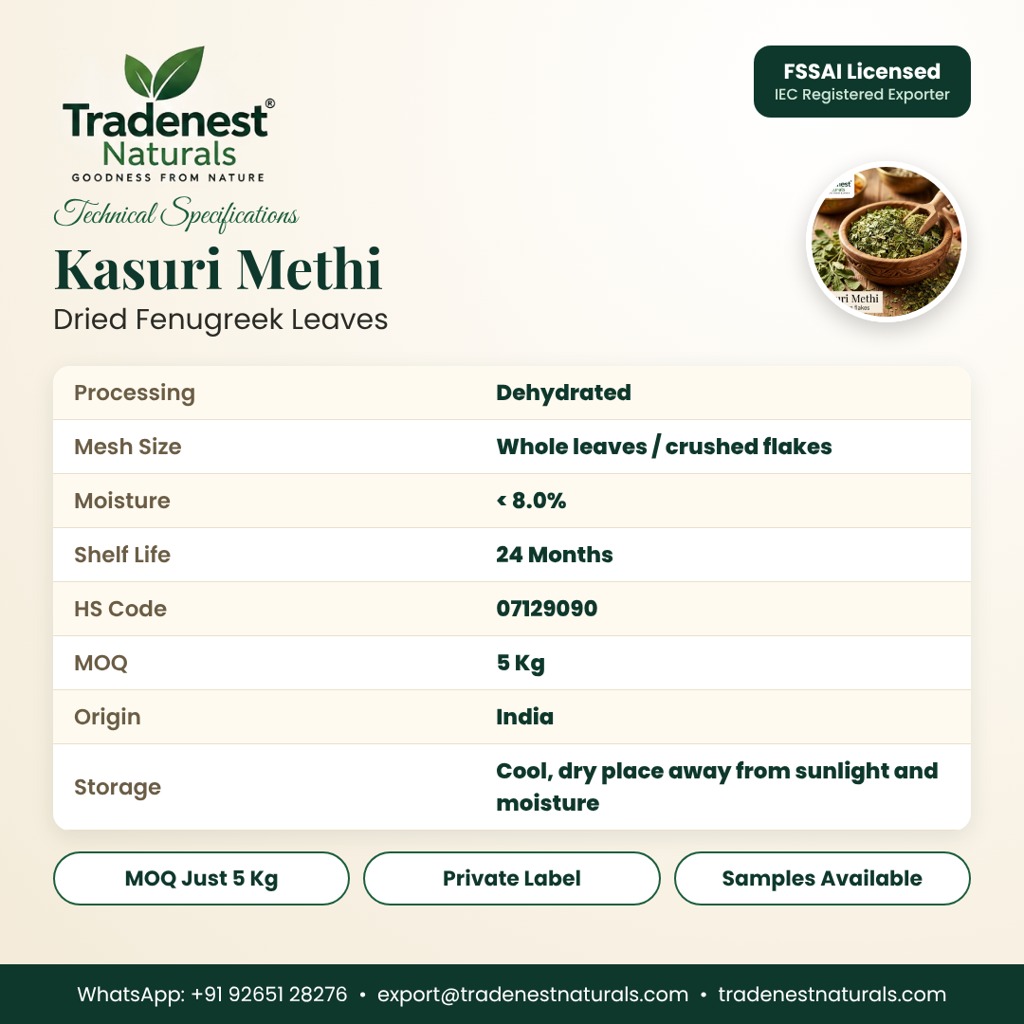 Tradenest®
Naturals
GOODNESS FROM NATURE
FSSAI Licensed
IEC Registered Exporter
Technical Specifications
Kasuri Methi
Dried Fenugreek Leaves
Methi
Processing Dehydrated
Mesh Size Whole leaves / crushed flakes
Moisture < 8.0%
Shelf Life 24 Months
HS Code 07129090
MOQ 5 Kg
Origin India
Storage Cool, dry place away from sunlight and
moisture
MOQ Just 5 Kg
Private Label
Samples Available
WhatsApp: +91 92651 28276 • export@tradenestnaturals.com • tradenestnaturals.com